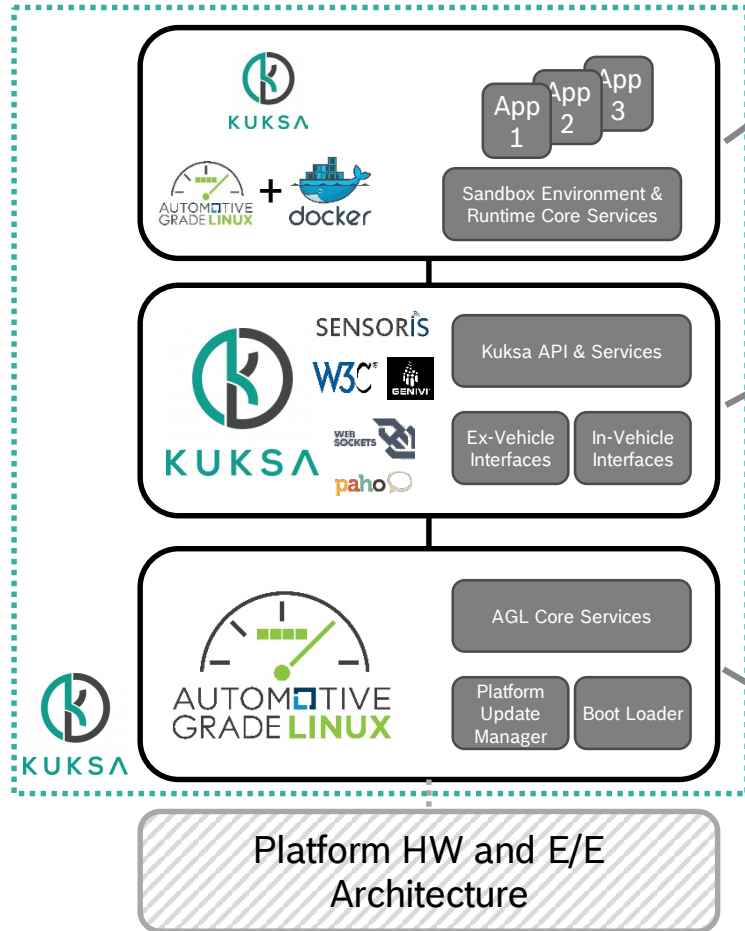 KUKSA
App
1
App
2
App
3
AUTOMOTIVE
GRADE LINUX
+
docker
Sandbox Environment &
Runtime Core Services
SENSORIS
W3C®
GENIVI
WEB
SOCKETS
paho
KUKSA
Kuksa API & Services
Ex-Vehicle
Interfaces
In-Vehicle
Interfaces
AUTOMOTIVE
GRADE LINUX
AGL Core Services
Platform
Update
Manager
Boot Loader
KUKSA
Platform HW and E/E
Architecture